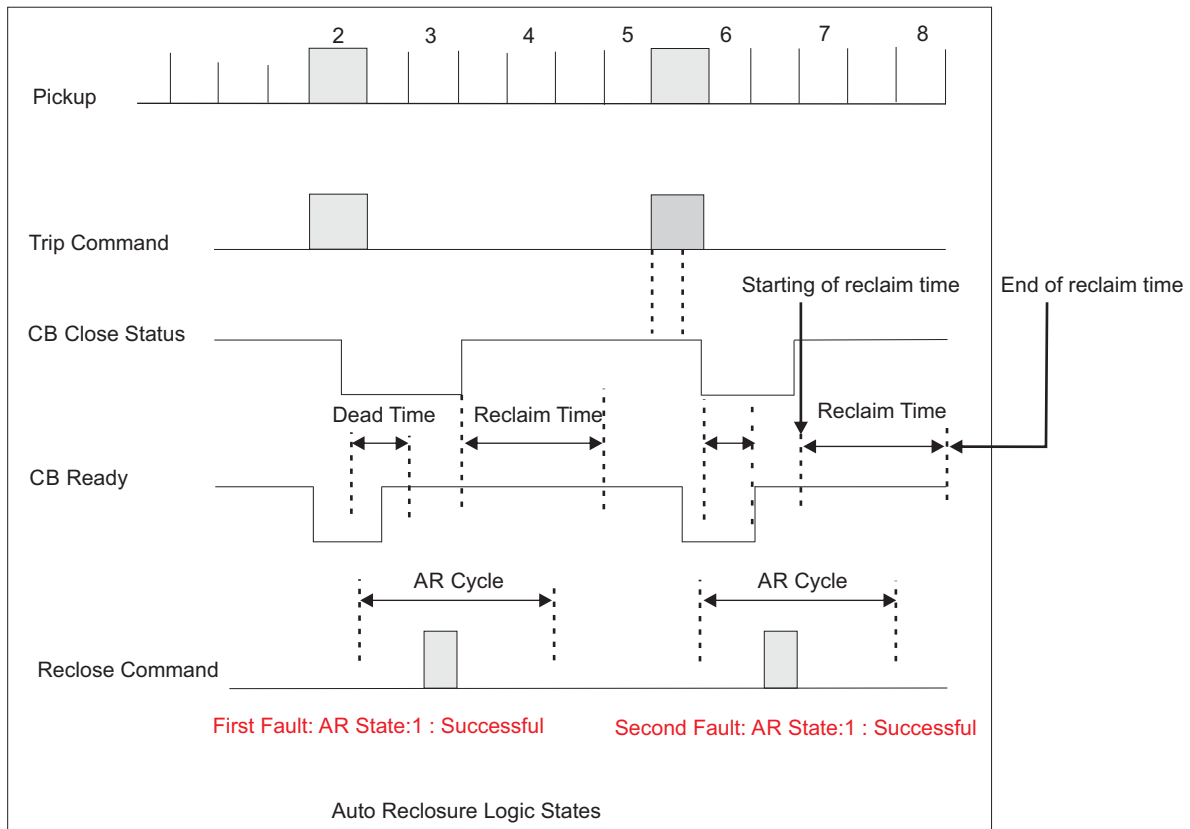 2 3 4 5 6 7 8
Pickup
Trip Command
Starting of reclaim time
End of reclaim time
CB Close Status
Dead Time
Reclaim Time
Reclaim Time
CB Ready
AR Cycle
AR Cycle
Reclose Command
First Fault: AR State:1 : Successful
Second Fault: AR State:1 : Successful
Auto Reclosure Logic States